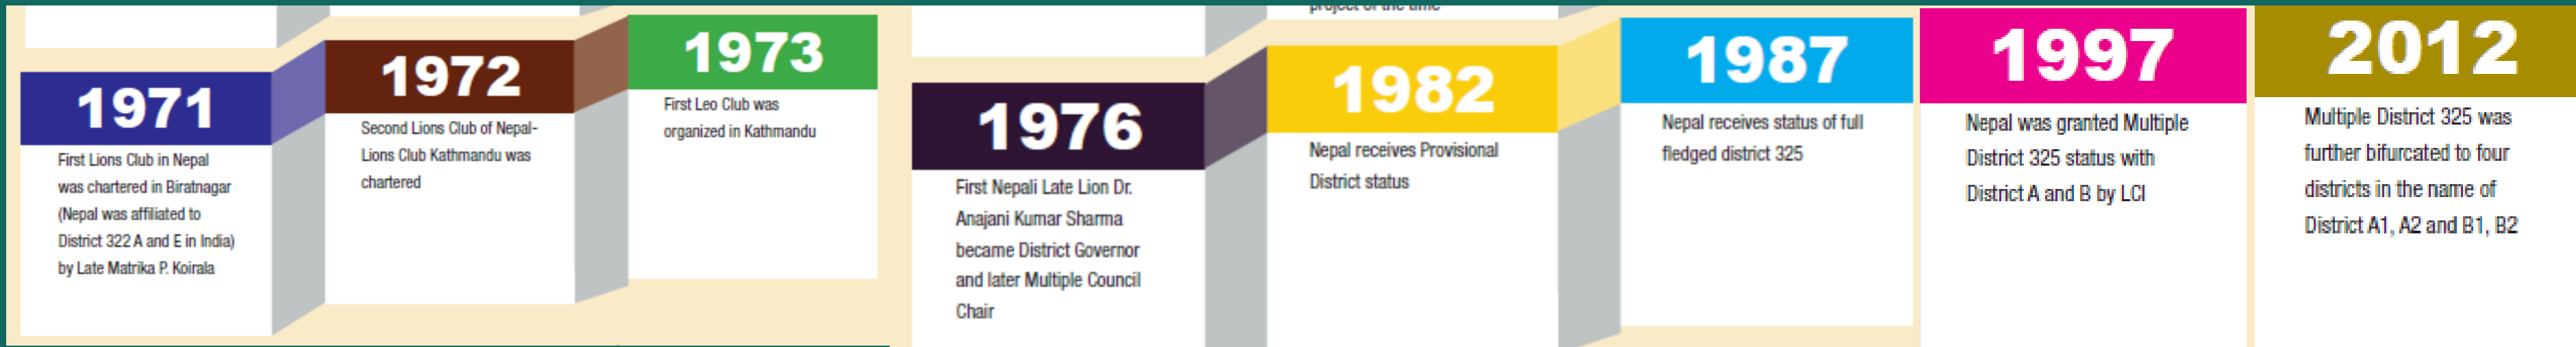 project of the time
1971
First Lions Club in Nepal
was chartered in Biratnagar
(Nepal was affiliated to
District 322 A and E in India)
by Late Matrika P. Koirala
1972
Second Lions Club of Nepal-
Lions Club Kathmandu was
chartered
1973
First Leo Club was
organized in Kathmandu
1976
First Nepali Late Lion Dr.
Anajani Kumar Sharma
became District Governor
and later Multiple Council
Chair
1982
Nepal receives Provisional
District status
1987
Nepal receives status of full
fledged district 325
1997
Nepal was granted Multiple
District 325 status with
District A and B by LCI
2012
Multiple District 325 was
further bifurcated to four
districts in the name of
District A1, A2 and B1, B2